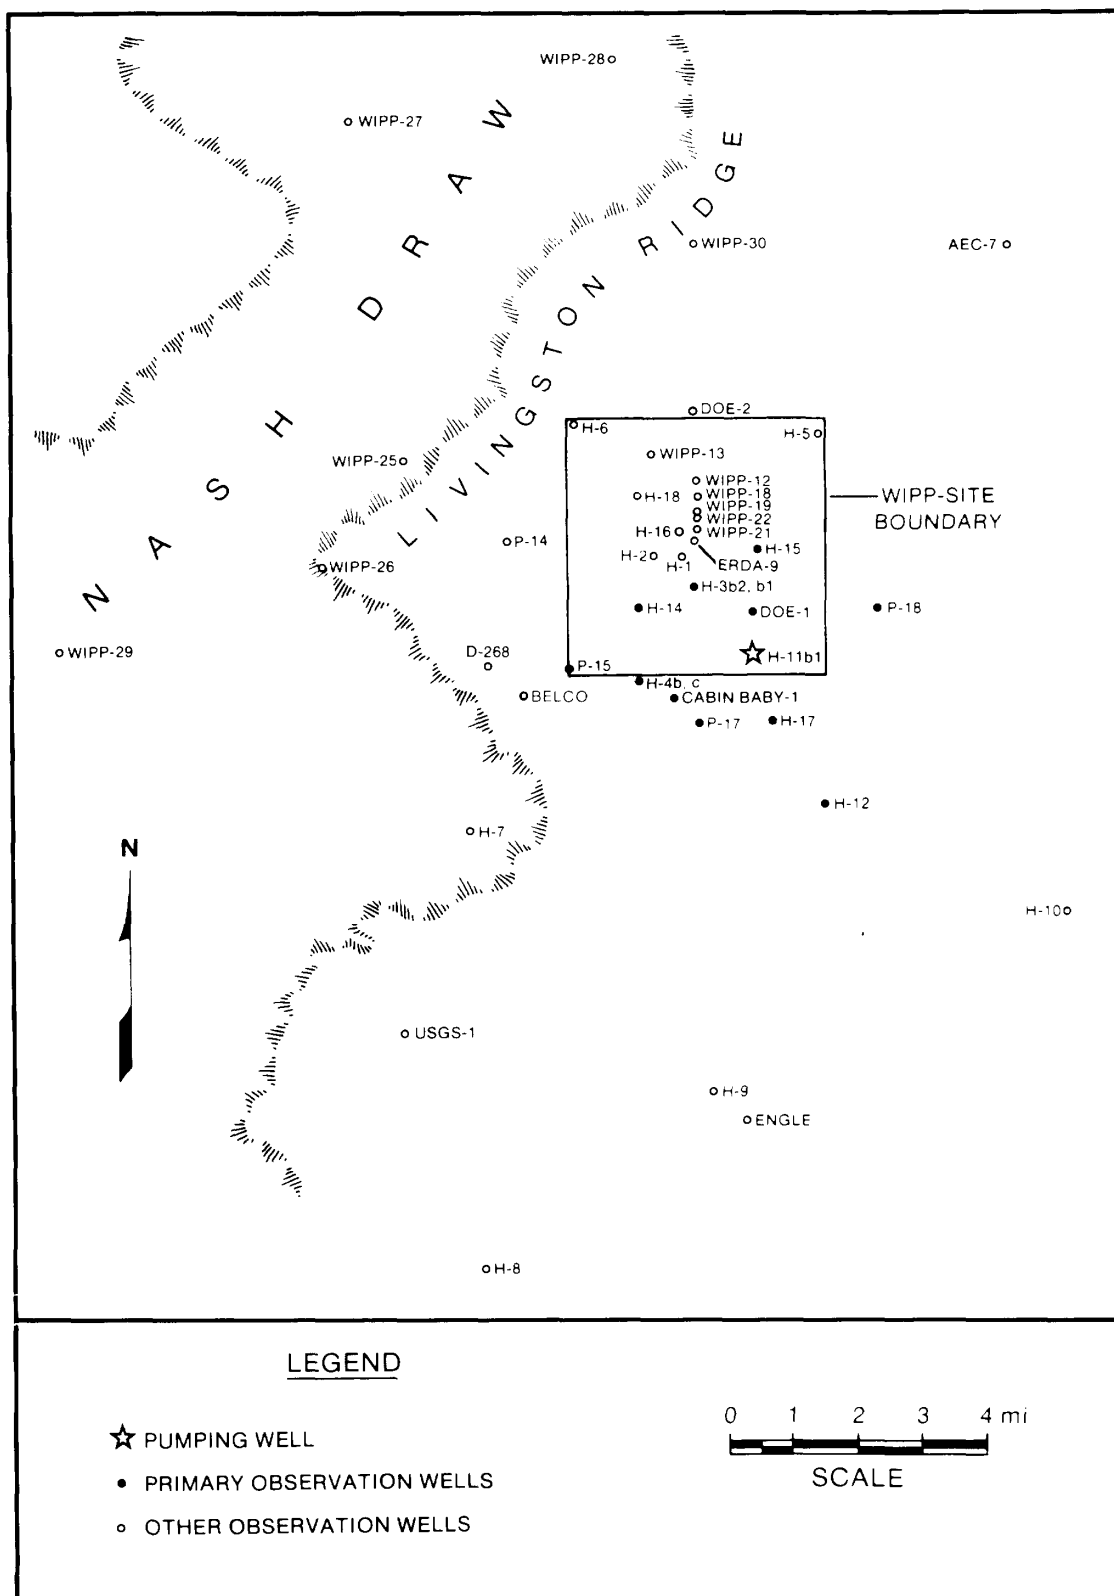 WIPP-28
WIPP-27
NASH DRAW
LIVINGSTON RIDGE
WIPP-30
AEC-7
DOE-2
H-6
H-5
WIPP-13
WIPP-25
WIPP-12
H-18
WIPP-18
WIPP-SITE
BOUNDARY
WIPP-19
WIPP-22
H-16
WIPP-21
P-14
H-15
H-2
H-1
ERDA-9
WIPP-26
H-3b2, b1
H-14
DOE-1
P-18
WIPP-29
D-268
H-11b1
P-15
H-4b, c
BELCO
CABIN BABY-1
P-17
H-17
H-12
H-7
N
H-10
USGS-1
H-9
ENGLE
H-8
LEGEND
PUMPING WELL
PRIMARY OBSERVATION WELLS
OTHER OBSERVATION WELLS
0 1 2 3 4 mi
SCALE